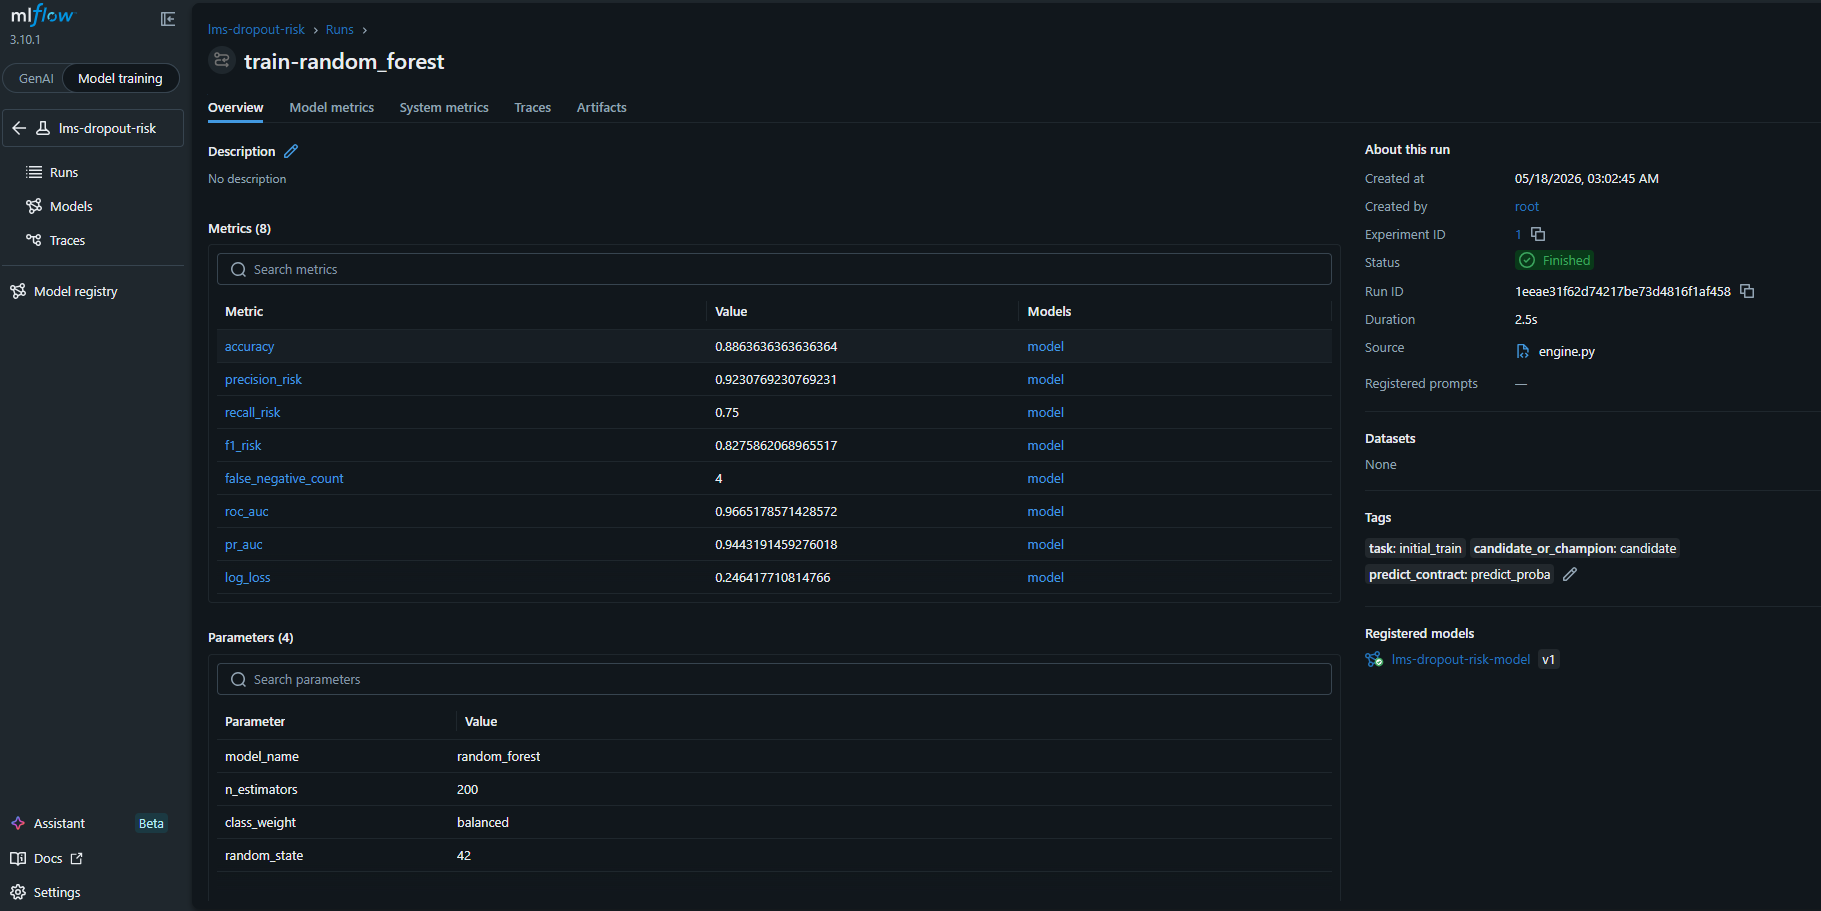 mlflow
3.10.1
GenAI Model training
lms-dropout-risk
Runs
Models
Traces
Model registry
Assistant Beta
Docs
Settings
lms-dropout-risk › Runs ›
train-random_forest
Overview Model metrics System metrics Traces Artifacts
Description
No description
Metrics (8)
Search metrics
Metric Value Models
accuracy 0.8863636363636364 model
precision_risk 0.9230769230769231 model
recall_risk 0.75 model
f1_risk 0.8275862068965517 model
false_negative_count 4 model
roc_auc 0.9665178571428572 model
pr_auc 0.9443191459276018 model
log_loss 0.246417710814766 model
Parameters (4)
Search parameters
Parameter Value
model_name random_forest
n_estimators 200
class_weight balanced
random_state 42
About this run
Created at 05/18/2026, 03:02:45 AM
Created by root
Experiment ID 1
Status Finished
Run ID 1eeae31f62d74217be73d4816f1af458
Duration 2.5s
Source engine.py
Registered prompts —
Datasets
None
Tags
task: initial_train candidate_or_champion: candidate
predict_contract: predict_proba
Registered models
lms-dropout-risk-model v1